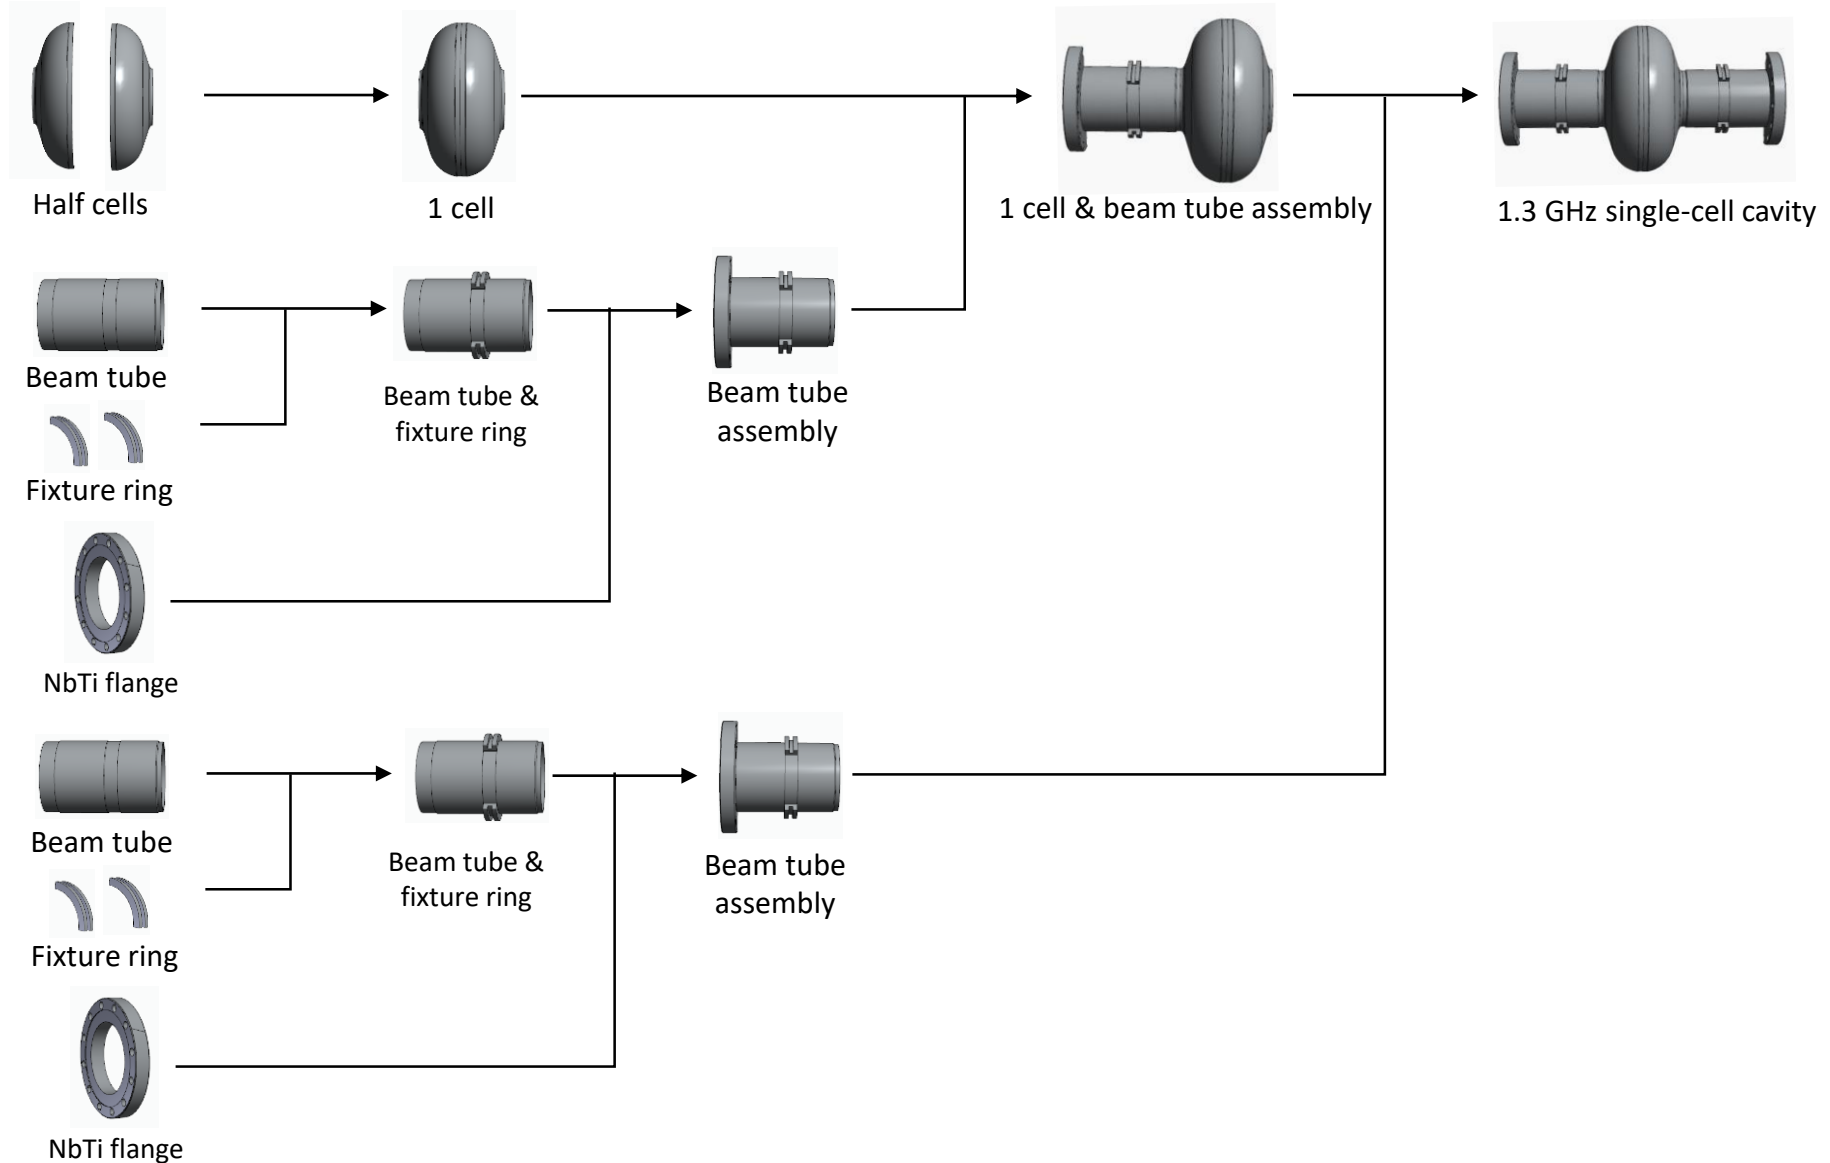 Half cells
1 cell
1 cell & beam tube assembly
1.3 GHz single-cell cavity
Beam tube
Beam tube &
fixture ring
Beam tube
assembly
Fixture ring
NbTi flange
Beam tube
Beam tube &
fixture ring
Beam tube
assembly
Fixture ring
NbTi flange